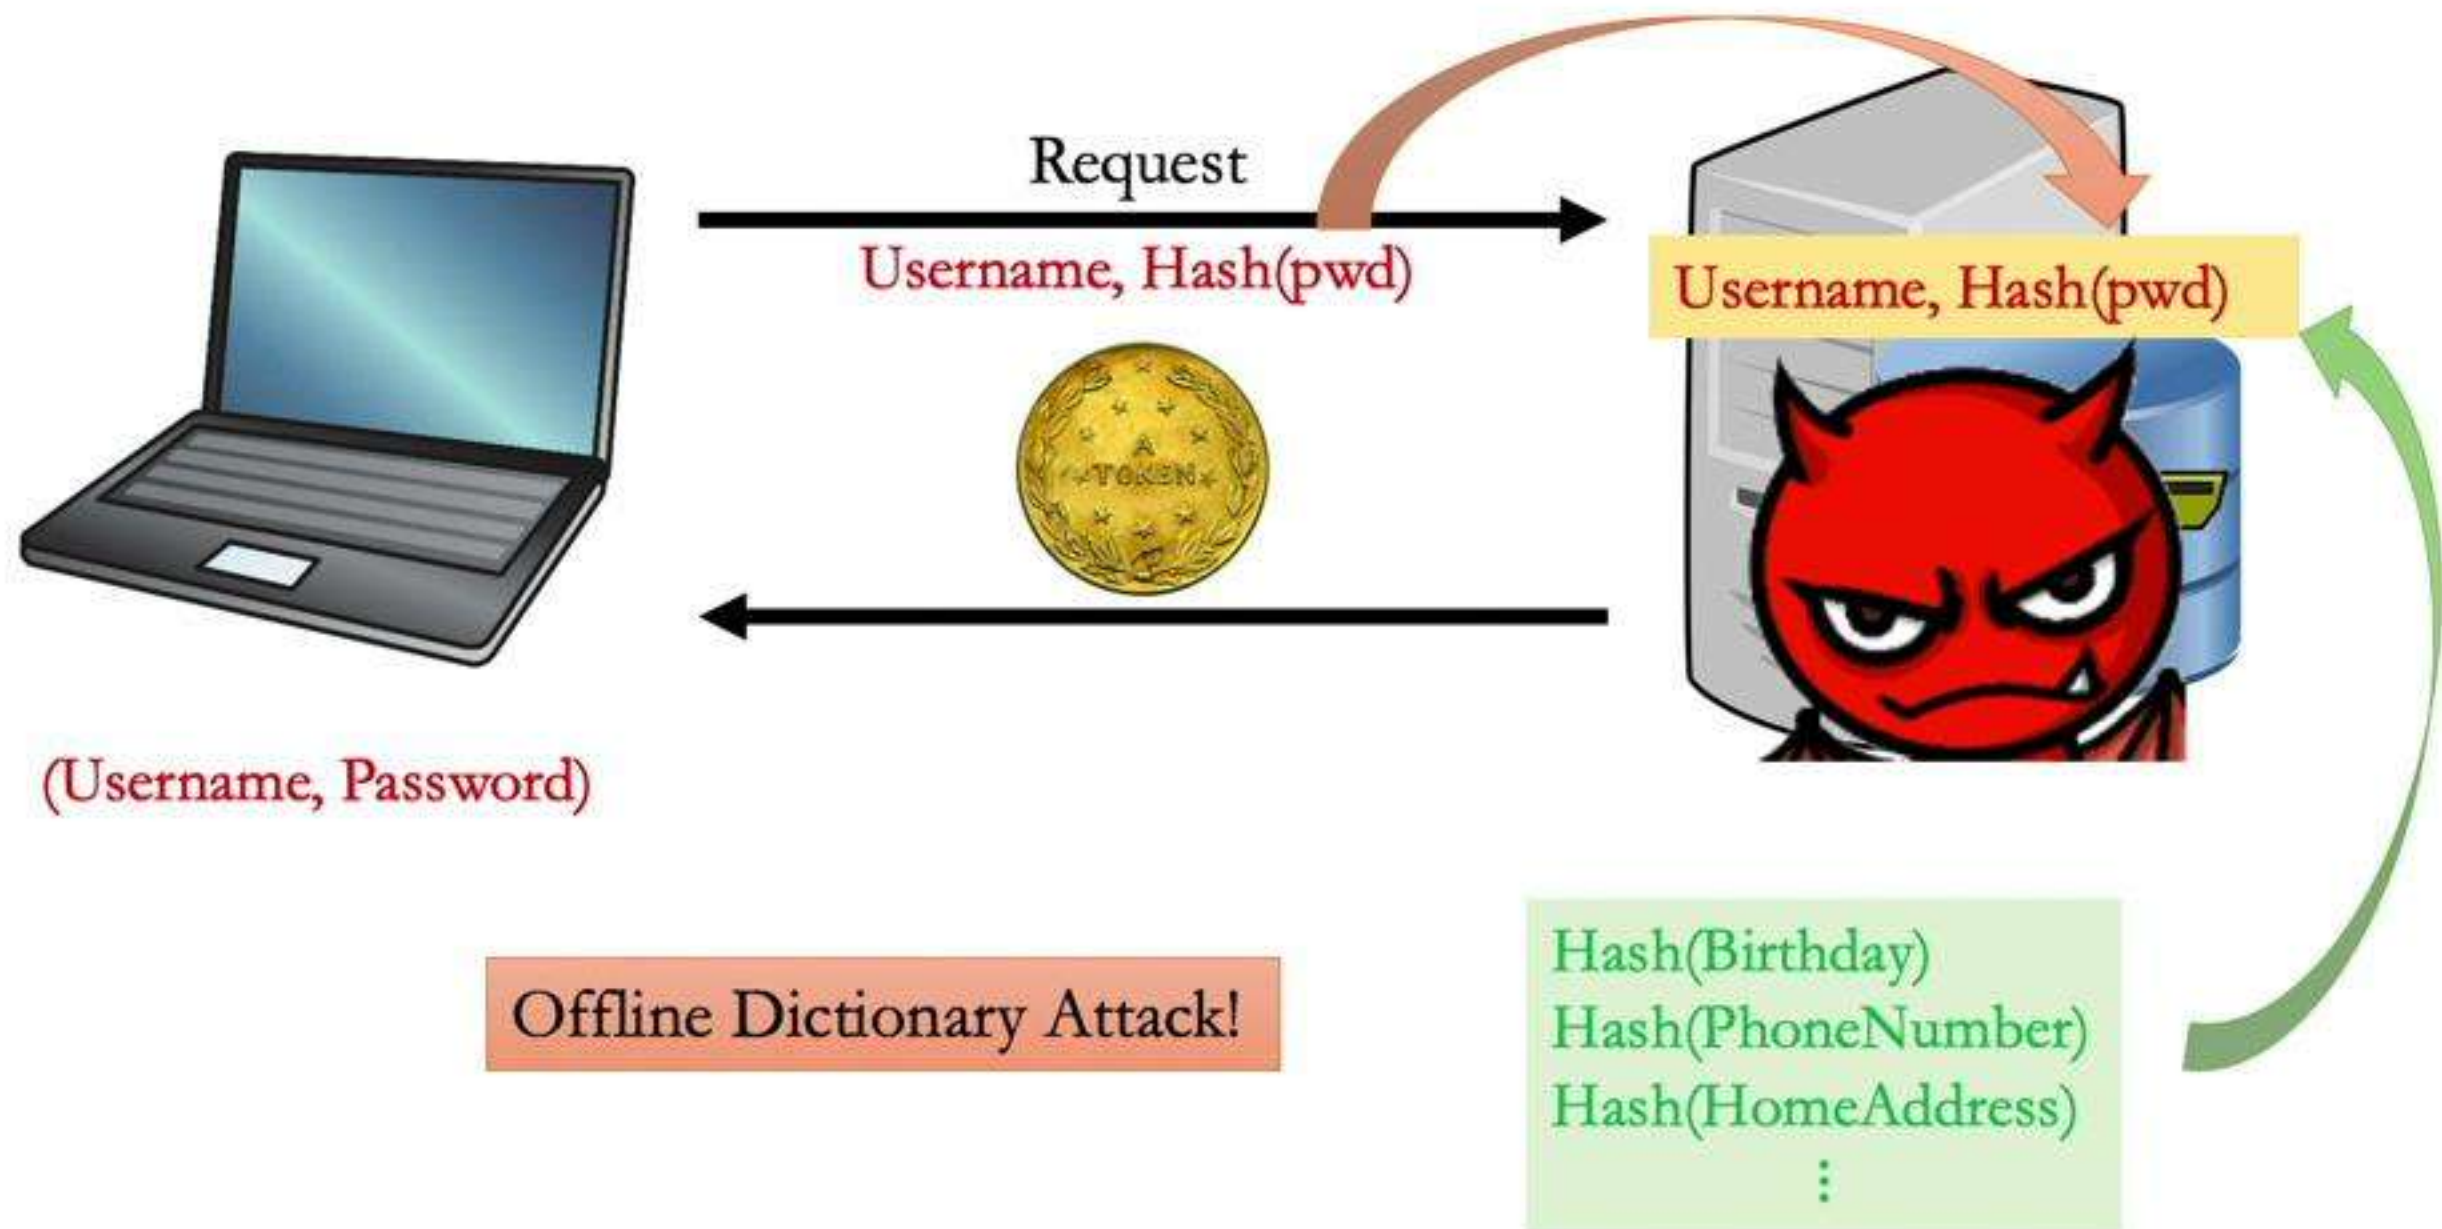 Request
Username, Hash(pwd)
Username, Hash(pwd)
A
TOKEN
(Username, Password)
Offline Dictionary Attack!
Hash(Birthday)
Hash(PhoneNumber)
Hash(HomeAddress)
⋮